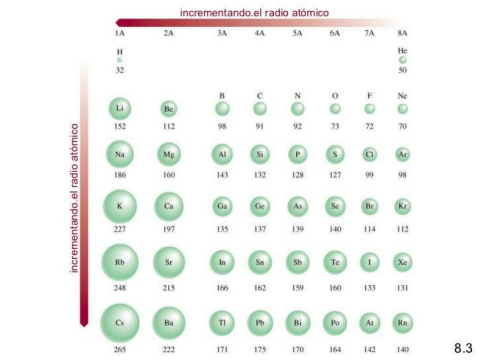 incrementando.el radio atómico
1A 2A 3A 4A 5A 6A 7A 8A
H He
32 50
B C N O F Ne
Li Be
152 112 98 91 92 73 72 70
Na Mg Al Si P S Cl Ar
186 160 143 132 128 127 99 98
K Ca Ga Ge As Se Br Kr
227 197 135 137 139 140 114 112
Rb Sr In Sn Sb Te I Xe
248 215 166 162 159 160 133 131
Cs Ba Tl Pb Bi Po At Rn
265 222 171 175 170 164 142 140
incrementando.el radio atómico
8.3